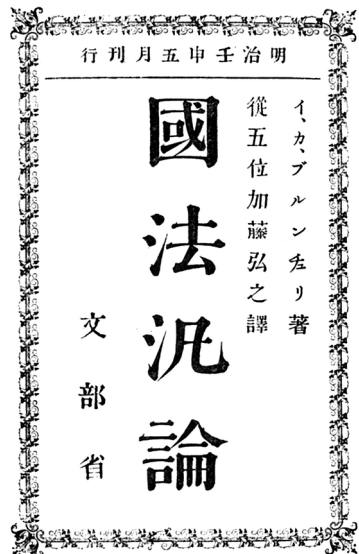 明治壬申五月刊行
イ、カ、ブルンチェリ著
從五位加藤弘之譯
國法汎論
文部省